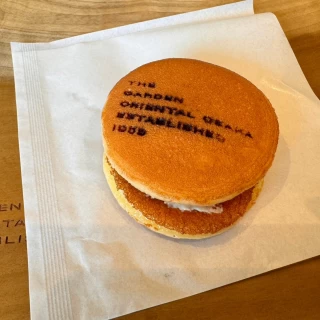 THE
GARDEN
ORIENTAL OSAKA
ESTABLISHED
1959